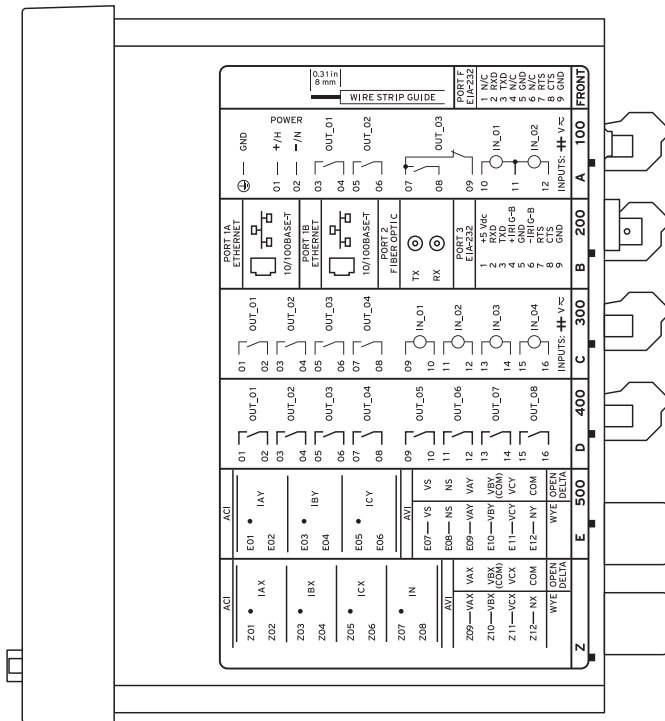 0.31 in
8 mm
WIRE STRIP GUIDE
PORT F
EIA-232
1 N/C
2 RXD
3 TXD
4 N/C
5 GND
6 N/C
7 RTS
8 CTS
9 GND
FRONT
GND
POWER
01 +/H
02 −/N
03
04
OUT_01
05
06
OUT_02
07
08
09
OUT_03
10
IN_01
11
12
IN_02
INPUTS: V
A 100
PORT 1A
ETHERNET
10/100BASE-T
PORT 1B
ETHERNET
10/100BASE-T
PORT 2
FIBER OPTIC
TX
RX
PORT 3
EIA-232
1 +5 Vdc
2 RXD
3 TXD
4 +IRIG-B
5 GND
6 -IRIG-B
7 RTS
8 CTS
9 GND
B 200
01
02
OUT_01
03
04
OUT_02
05
06
OUT_03
07
08
OUT_04
09
10
IN_01
11
12
IN_02
13
14
IN_03
15
16
IN_04
INPUTS: V
C 300
01
02
OUT_01
03
04
OUT_02
05
06
OUT_03
07
08
OUT_04
09
10
OUT_05
11
12
OUT_06
13
14
OUT_07
15
16
OUT_08
D 400
ACI
E01
E02
IAY
E03
E04
IBY
E05
E06
ICY
AVI
E07 VS VS
E08 NS NS
E09 VAY VAY
E10 VBY VBY
(COM)
E11 VCY VCY
E12 NY COM
WYE OPEN
DELTA
E 500
ACI
Z01
Z02
IAX
Z03
Z04
IBX
Z05
Z06
ICX
Z07
Z08
IN
AVI
Z09 VAX VAX
Z10 VBX VBX
(COM)
Z11 VCX VCX
Z12 NX COM
WYE OPEN
DELTA
Z